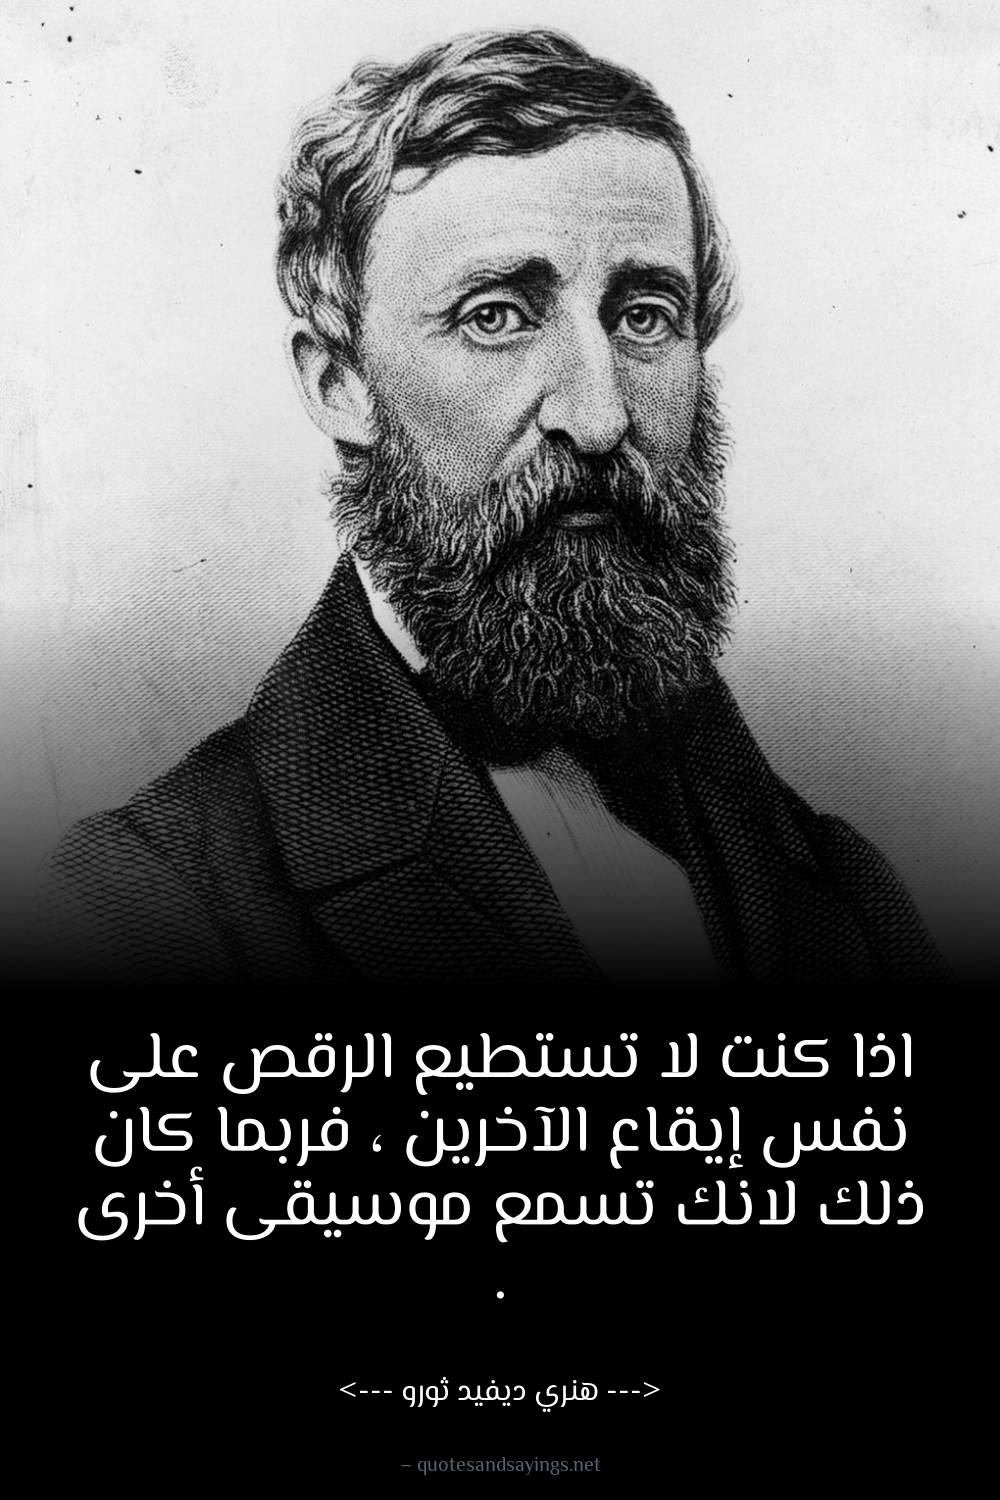 اذا كنت لا تستطيع الرقص على
نفس إيقاع الآخرين ، فربما كان
ذلك لانك تسمع موسيقى أخرى
.
<--- هنري ديفيد ثورو --->
– quotesandsayings.net